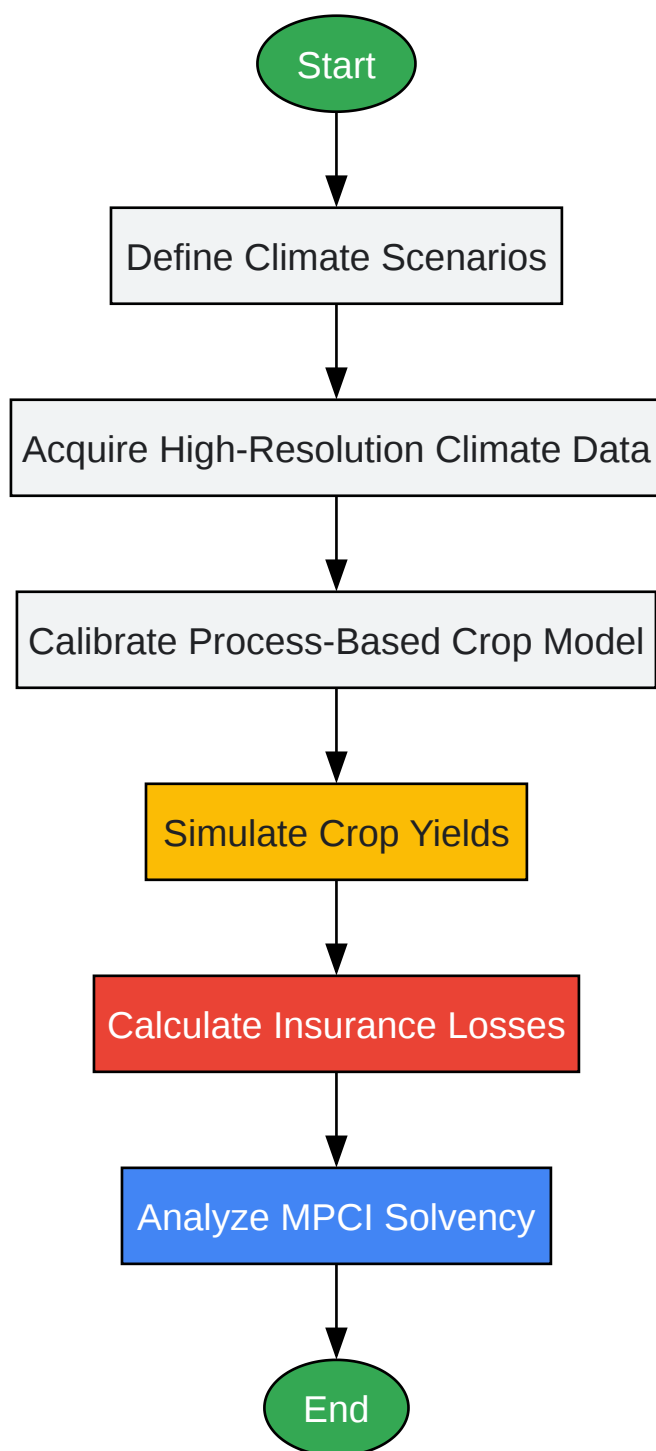 Start
Define Climate Scenarios
Acquire High-Resolution Climate Data
Calibrate Process-Based Crop Model
Simulate Crop Yields
Calculate Insurance Losses
Analyze MPCI Solvency
End